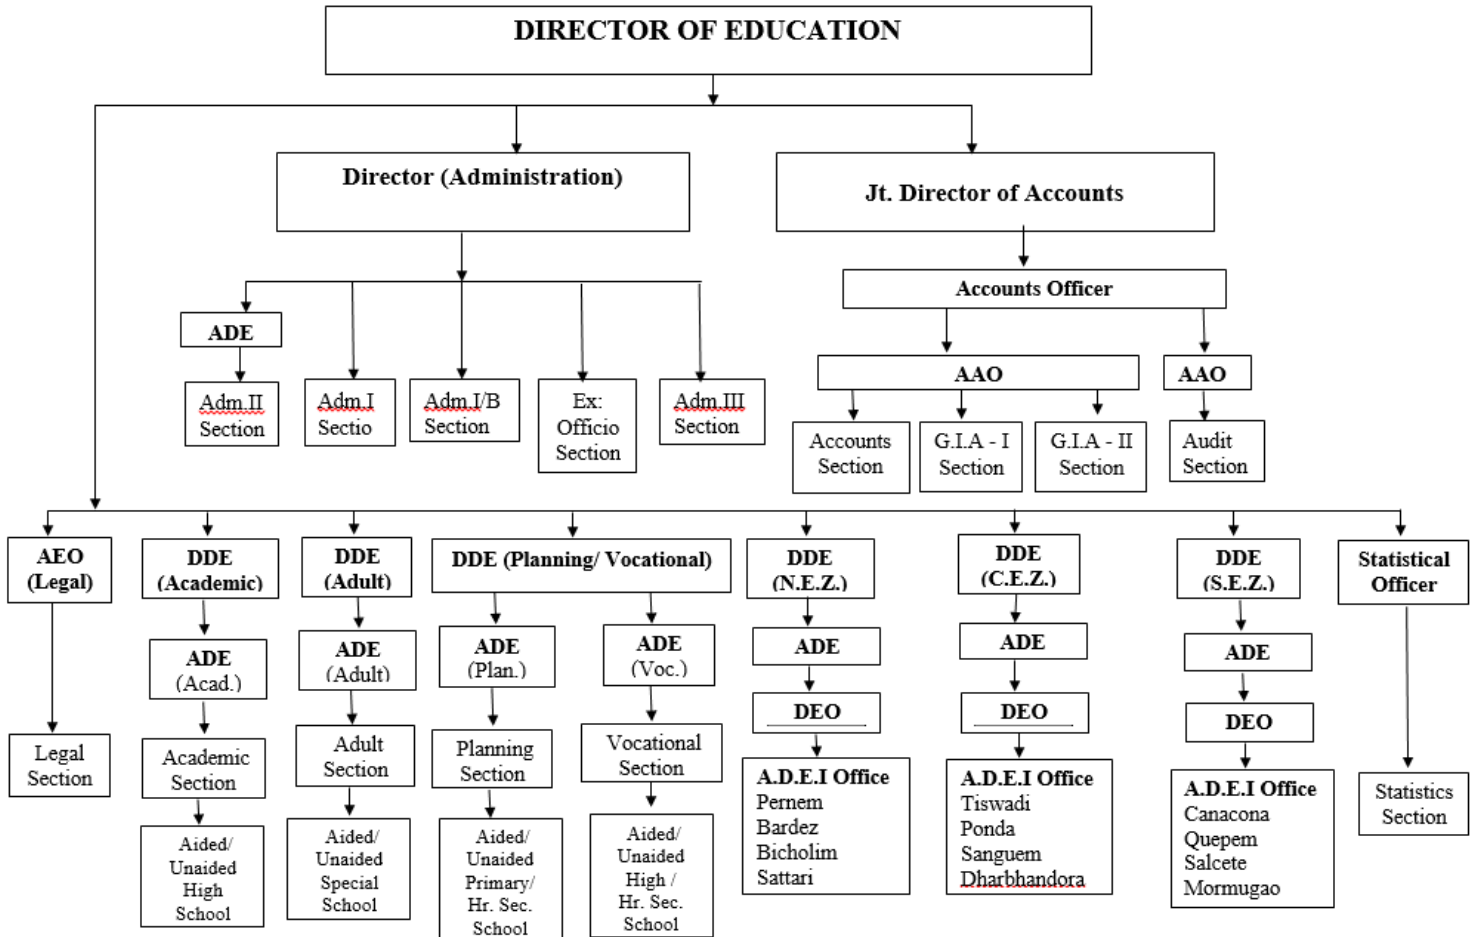 DIRECTOR OF EDUCATION
Director (Administration)
Jt. Director of Accounts
Accounts Officer
ADE
AAO
AAO
Adm.II
Section
Adm.I
Sectio
Adm.I/B
Section
Ex:
Officio
Section
Adm.III
Section
Accounts
Section
G.I.A - I
Section
G.I.A - II
Section
Audit
Section
AEO
(Legal)
DDE
(Academic)
DDE
(Adult)
DDE (Planning/ Vocational)
DDE
(N.E.Z.)
DDE
(C.E.Z.)
DDE
(S.E.Z.)
Statistical
Officer
ADE
(Acad.)
ADE
(Adult)
ADE
(Plan.)
ADE
(Voc.)
ADE
ADE
ADE
DEO
DEO
DEO
Legal
Section
Academic
Section
Adult
Section
Planning
Section
Vocational
Section
A.D.E.I Office
Pernem
Bardez
Bicholim
Sattari
A.D.E.I Office
Tiswadi
Ponda
Sanguem
Dharbhandora
A.D.E.I Office
Canacona
Quepem
Salcete
Mormugao
Statistics
Section
Aided/
Unaided
High
School
Aided/
Unaided
Special
School
Aided/
Unaided
Primary/
Hr. Sec.
School
Aided/
Unaided
High /
Hr. Sec.
School